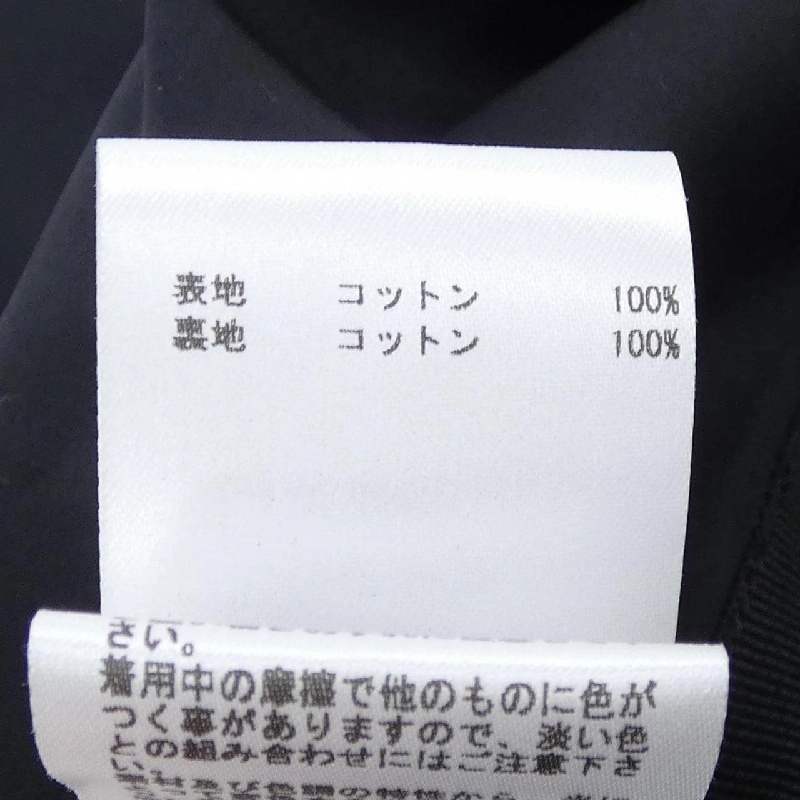 表地 コットン 100%
裏地 コットン 100%
さい。
着用中の摩擦で他のものに色が
つく事がありますので、淡い色
との組み合わせにはご注意下さ
い。